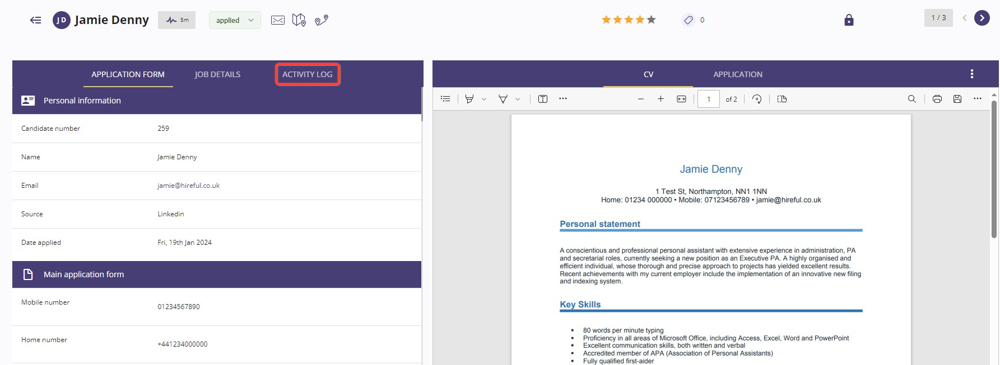 JD Jamie Denny 5m applied 0 1 / 3
APPLICATION FORM JOB DETAILS ACTIVITY LOG
Personal information
Candidate number 259
Name Jamie Denny
Email jamie@hireful.co.uk
Source Linkedin
Date applied Fri, 19th Jan 2024
Main application form
Mobile number 01234567890
Home number +441234000000
CV APPLICATION
1 of 2
Jamie Denny
1 Test St, Northampton, NN1 1NN
Home: 01234 000000 • Mobile: 07123456789 • jamie@hireful.co.uk
Personal statement
A conscientious and professional personal assistant with extensive experience in administration, PA
and secretarial roles, currently seeking a new position as an Executive PA. A highly organised and
efficient individual, whose thorough and precise approach to projects has yielded excellent results.
Recent achievements with my current employer include the implementation of an innovative new filing
and indexing system.
Key Skills
• 80 words per minute typing
• Proficiency in all areas of Microsoft Office, including Access, Excel, Word and PowerPoint
• Excellent communication skills, both written and verbal
• Accredited member of APA (Association of Personal Assistants)
• Fully qualified first-aider